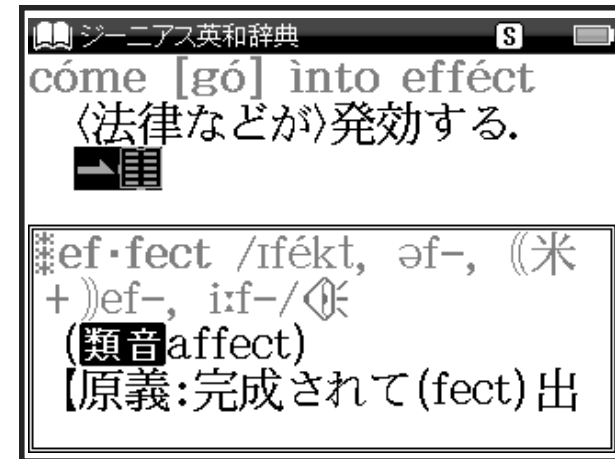 ジーニアス英和辞典 S
cóme [gó] ìnto efféct
〈法律などが〉発効する.
⁂ef·fect /ɪfékt, əf-, ((米
+))ef-, iːf-/
(類音affect)
【原義:完成されて(fect)出